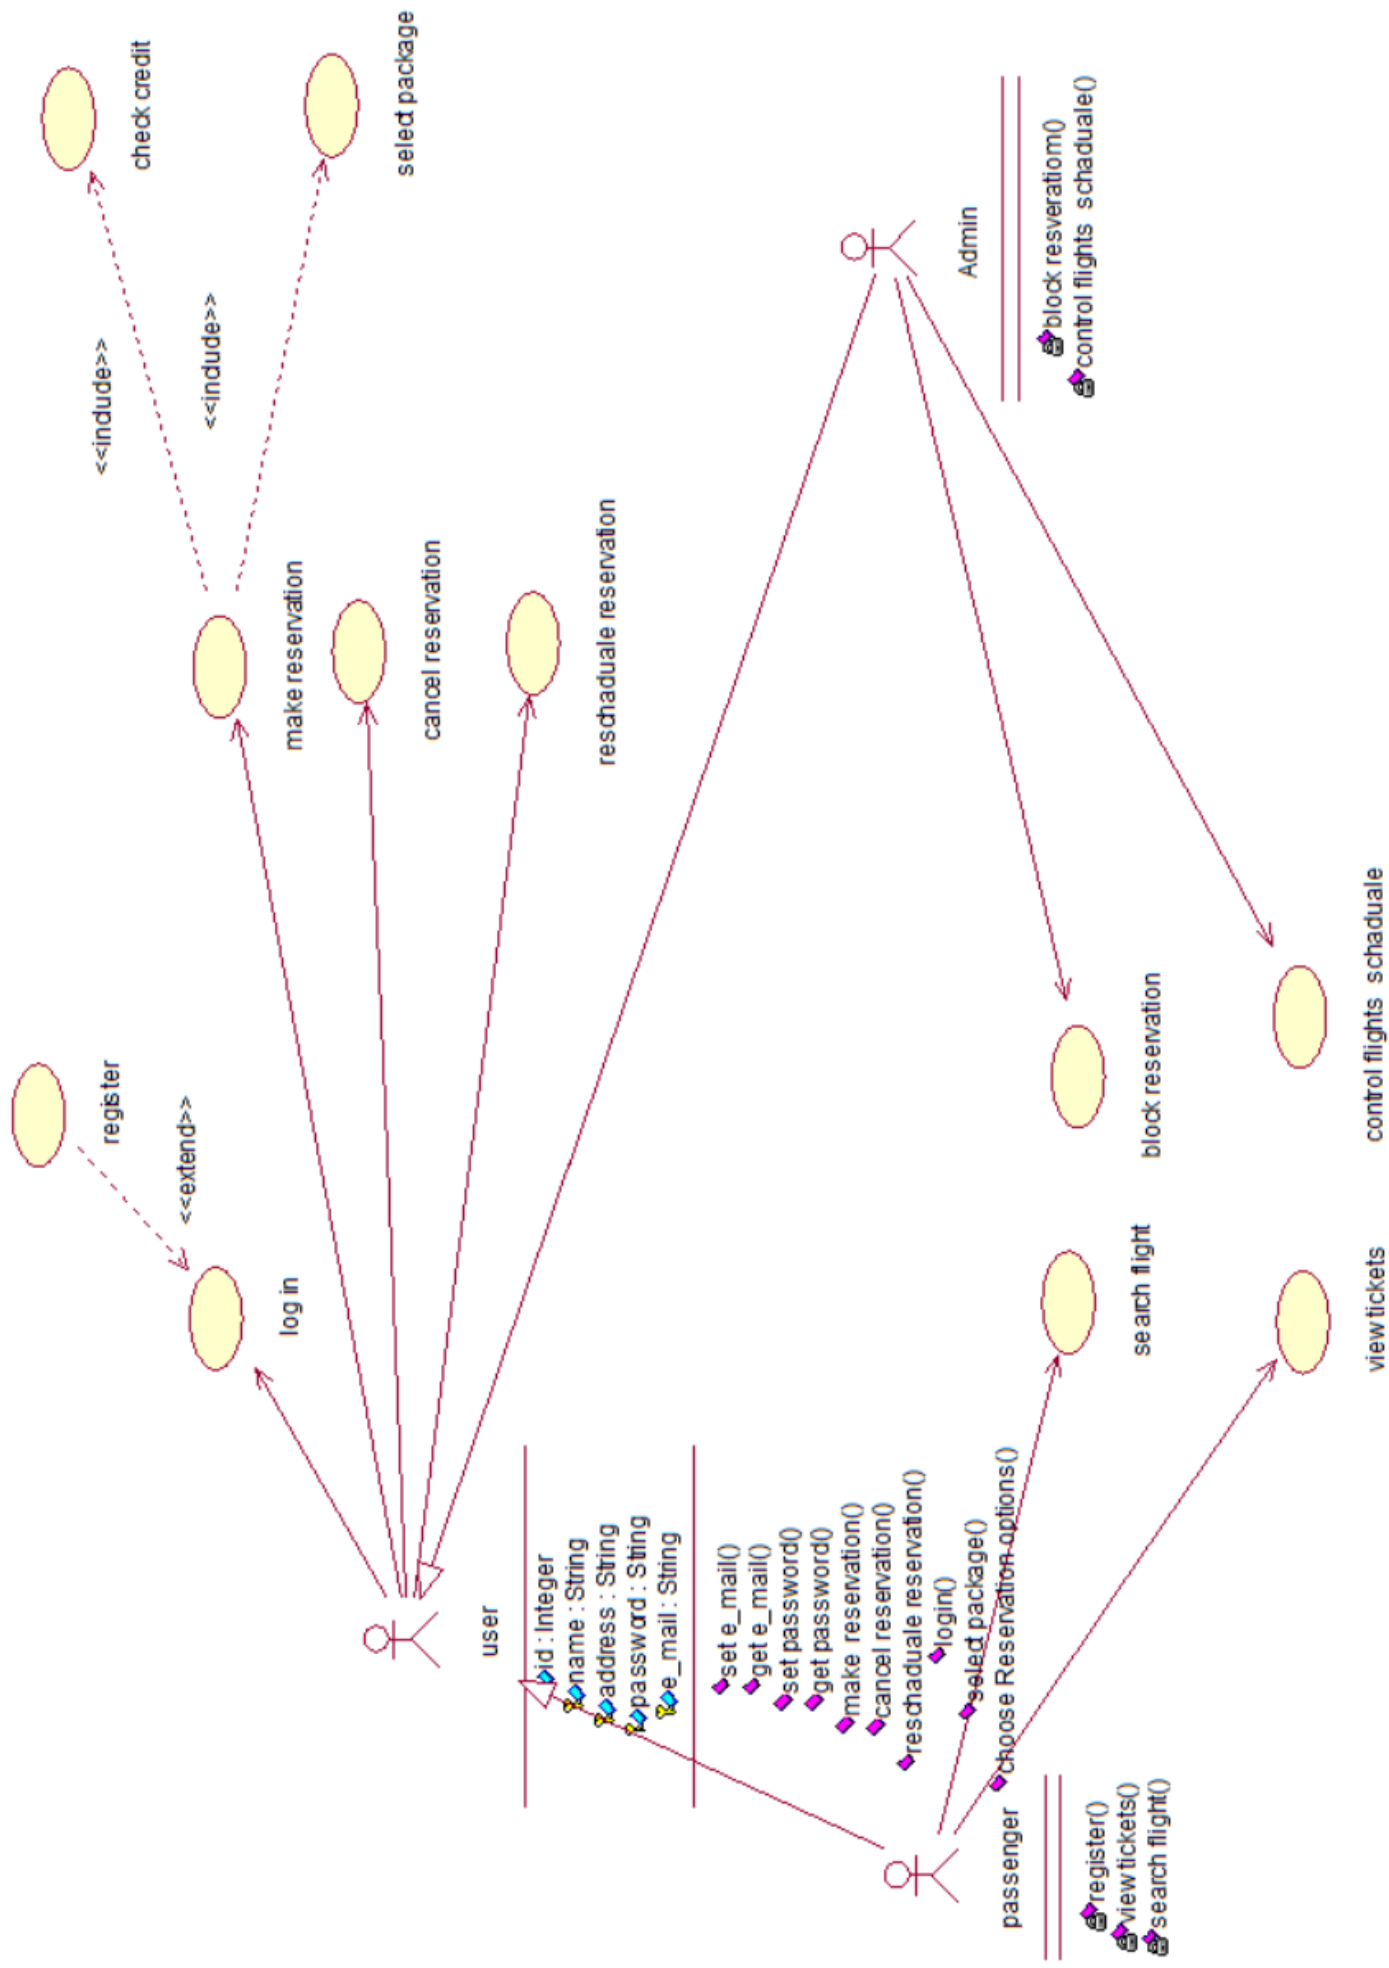 register
<<extend>>
log in
check credit
<<include>>
<<include>>
select package
make reservation
cancel reservation
reschaduale reservation
user
id : Integer
name : String
address : String
password : String
e_mail : String
set e_mail()
get e_mail()
set password()
get password()
make reservation()
cancel reservation()
reschaduale reservation()
login()
select package()
choose Reservation options()
Admin
block resveratiom()
control flights schaduale()
passenger
register()
view tickets()
search flight()
search flight
view tickets
block reservation
control flights schaduale